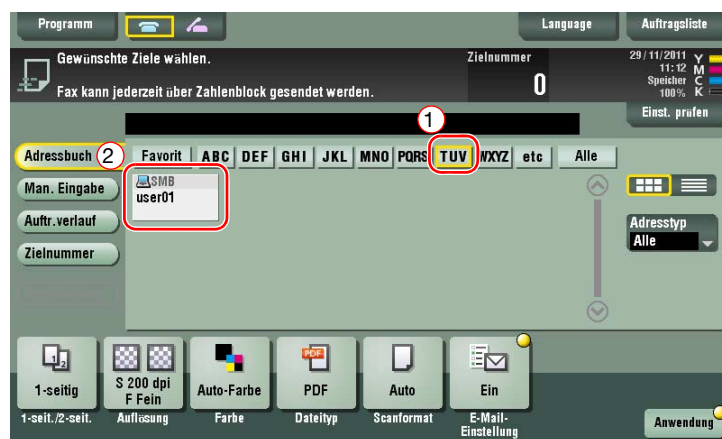 Programm
Language
Auftragsliste
Gewünschte Ziele wählen.
Zielnummer
0
29/11/2011
11:12
Speicher
100%
Y
M
C
K
Fax kann jederzeit über Zahlenblock gesendet werden.
Einst. prüfen
1
Adressbuch
2
Favorit
ABC
DEF
GHI
JKL
MNO
PQRS
TUV
WXYZ
etc
Alle
Man. Eingabe
SMB
user01
Auftr.verlauf
Adresstyp
Alle
Zielnummer
1-seitig
S 200 dpi
F Fein
Auto-Farbe
PDF
PDF
Auto
Ein
1-seit./2-seit.
Auflösung
Farbe
Dateityp
Scanformat
E-Mail-
Einstellung
Anwendung